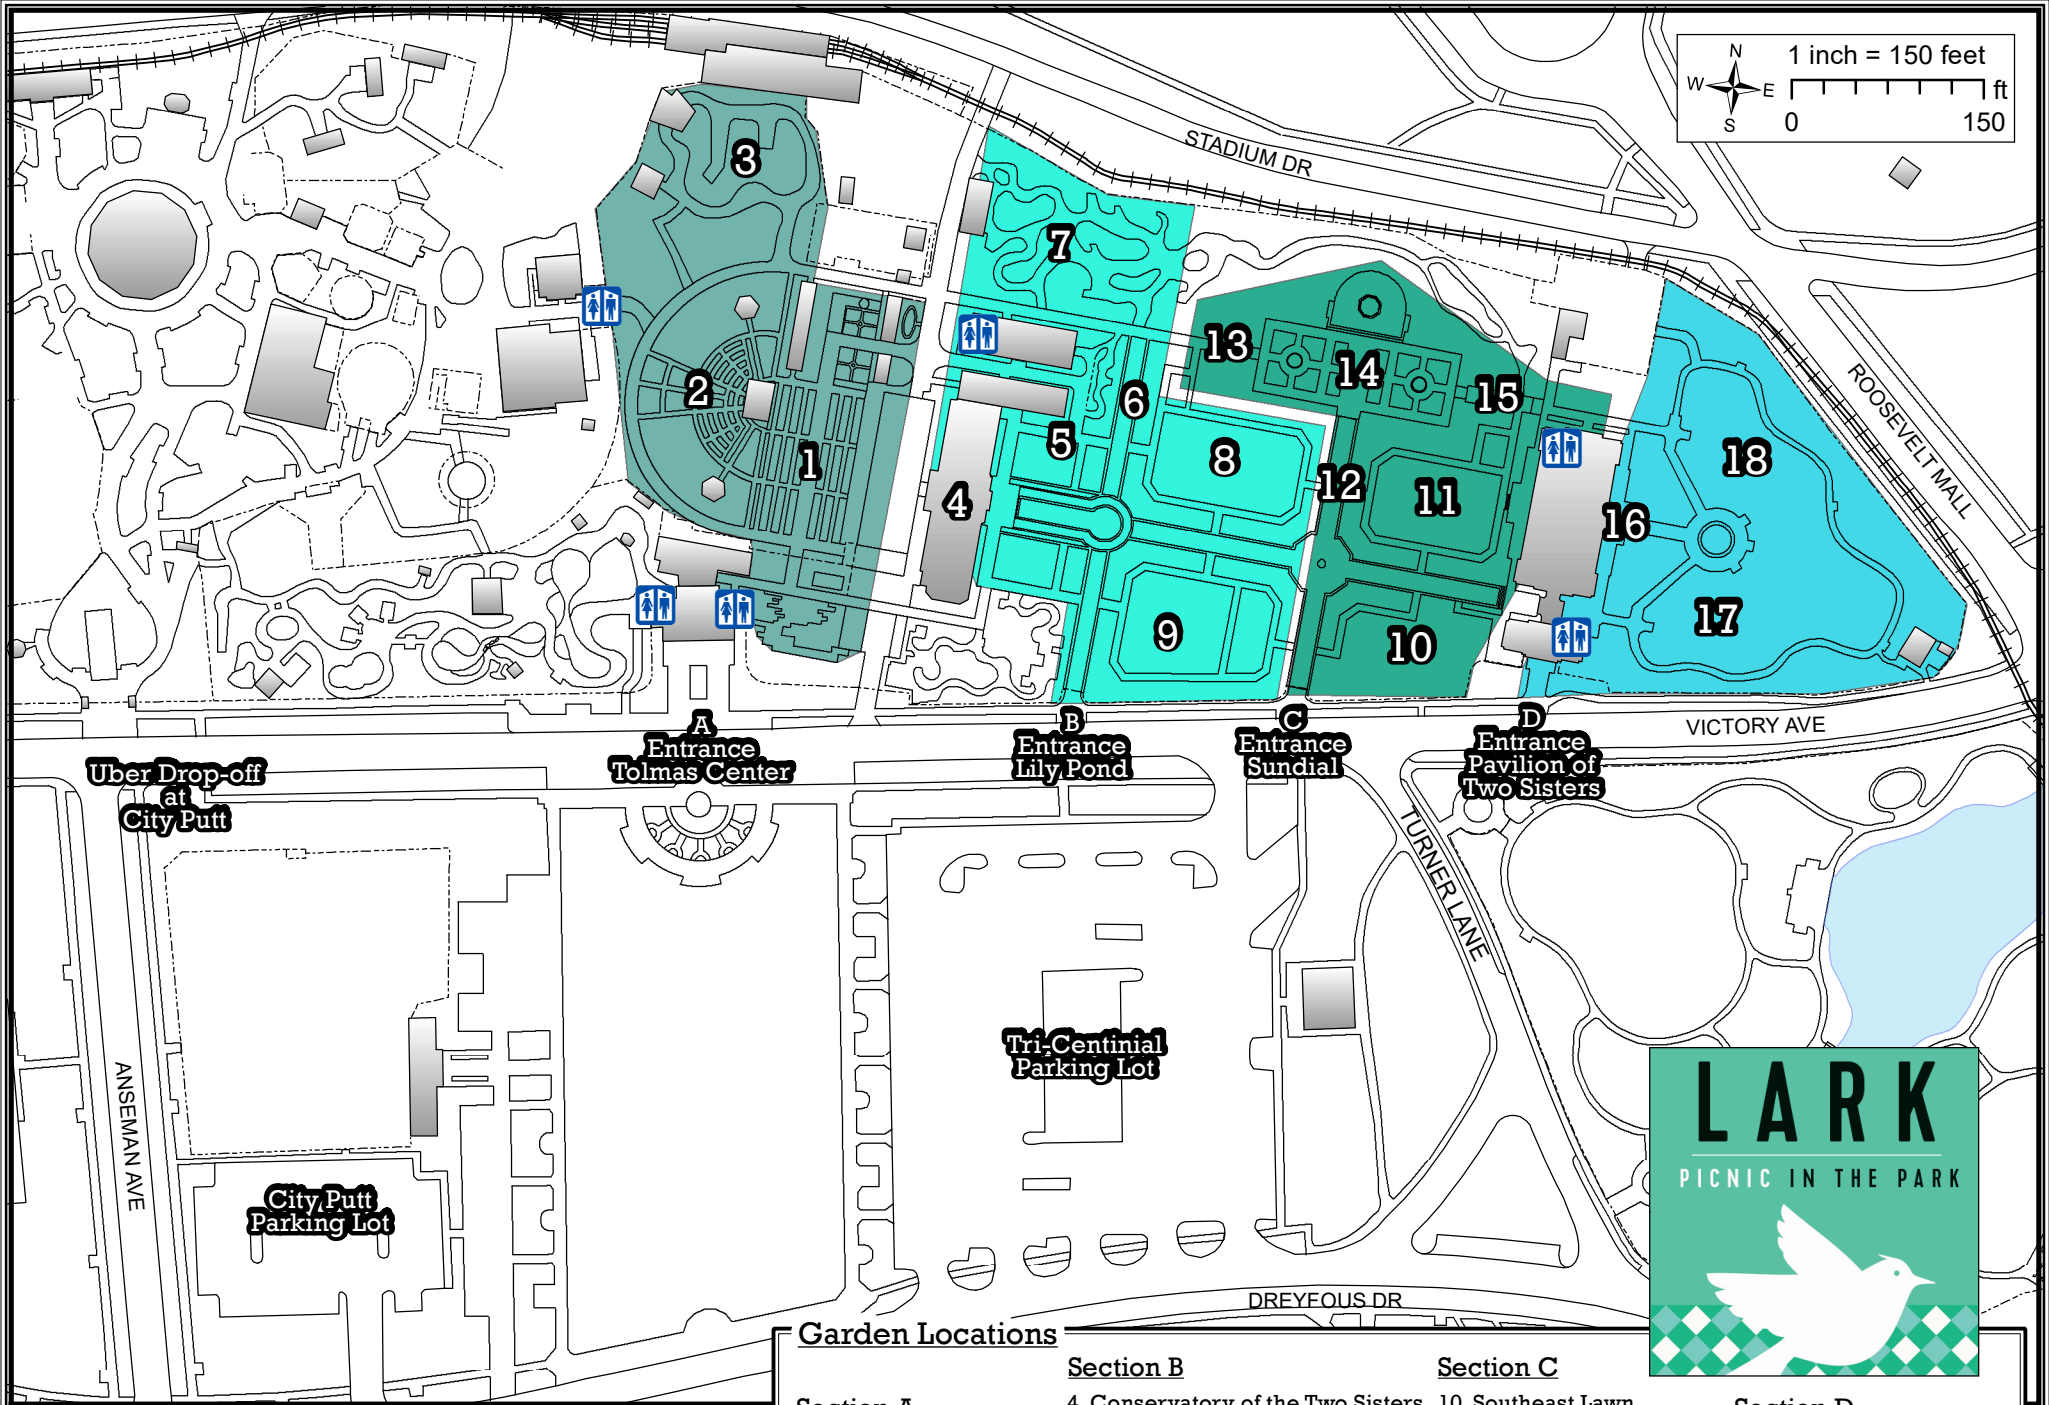 N
W E
S
1 inch = 150 feet
ft
0 150
STADIUM DR
ROOSEVELT MALL
3
7
13
14
15
2
6
1
5
8
4
12
11
16
18
17
9
10
A
Entrance
Tolmas Center
B
Entrance
Lily Pond
C
Entrance
Sundial
D
Entrance
Pavilion of
Two Sisters
VICTORY AVE
Uber Drop-off
at
City Putt
TURNER LANE
ANSEMAN AVE
Tri-Centinial
Parking Lot
City Putt
Parking Lot
DREYFOUS DR
LARK
PICNIC IN THE PARK
Garden Locations
Section A
Section B
4 Conservatory of the Two Sisters
Section C
10 Southeast Lawn
Section D